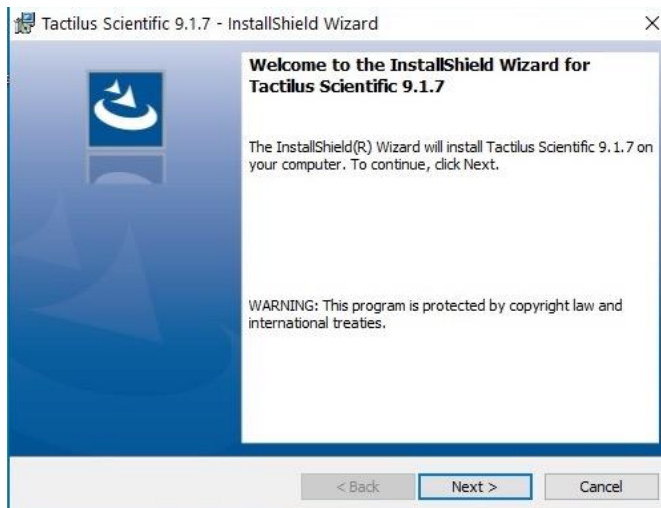 Tactilus Scientific 9.1.7 - InstallShield Wizard
Welcome to the InstallShield Wizard for
Tactilus Scientific 9.1.7
The InstallShield(R) Wizard will install Tactilus Scientific 9.1.7 on
your computer. To continue, click Next.
WARNING: This program is protected by copyright law and
international treaties.
< Back Next > Cancel